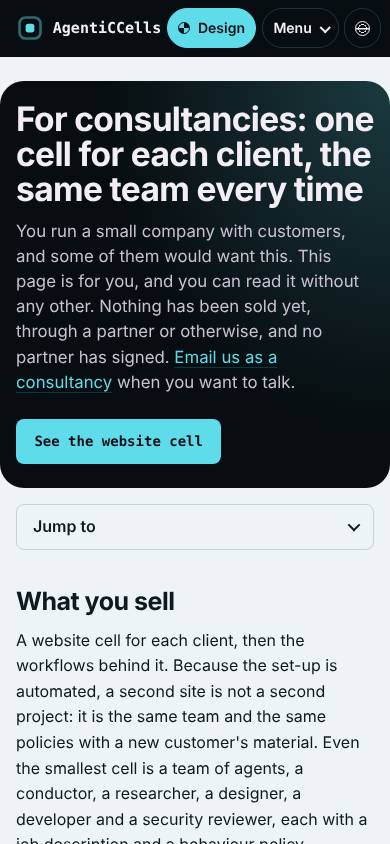 AgentiCCells
Design
Menu
For consultancies: one
cell for each client, the
same team every time
You run a small company with customers,
and some of them would want this. This
page is for you, and you can read it without
any other. Nothing has been sold yet,
through a partner or otherwise, and no
partner has signed. Email us as a
consultancy when you want to talk.
See the website cell
Jump to
What you sell
A website cell for each client, then the
workflows behind it. Because the set-up is
automated, a second site is not a second
project: it is the same team and the same
policies with a new customer's material. Even
the smallest cell is a team of agents, a
conductor, a researcher, a designer, a
developer and a security reviewer, each with a
job description and a behaviour policy